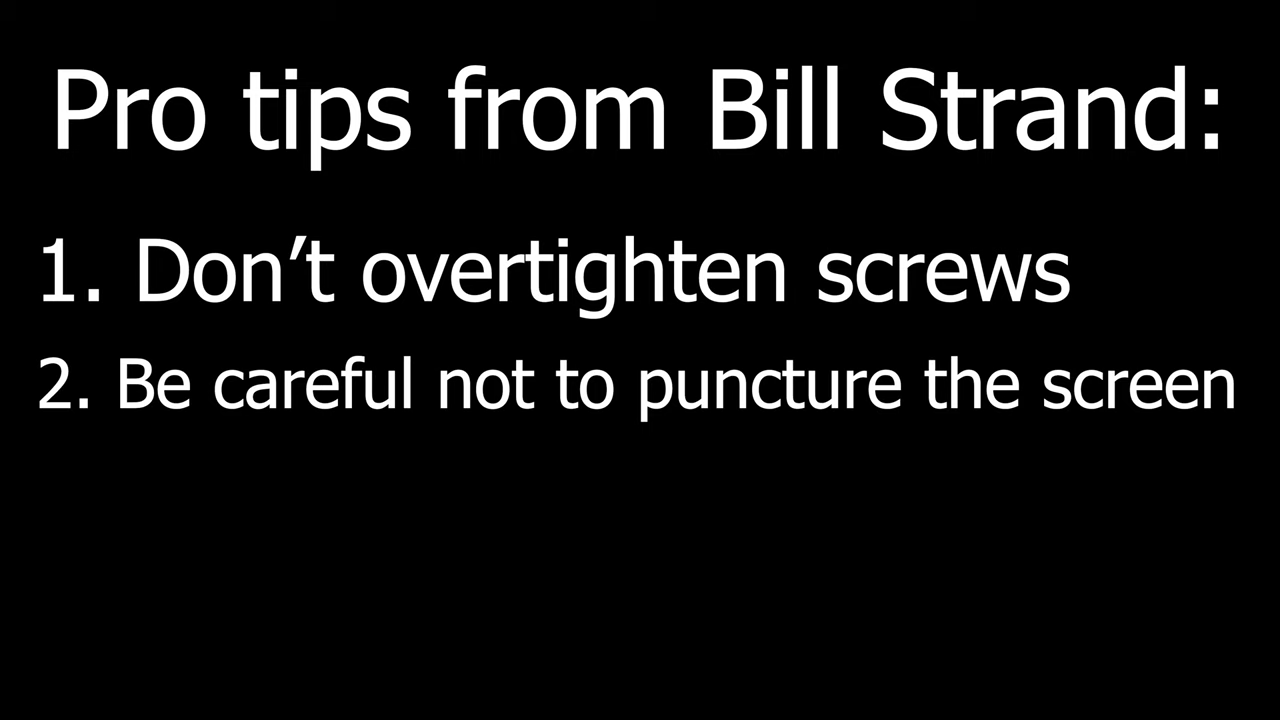 Pro tips from Bill Strand:
1. Don’t overtighten screws
2. Be careful not to puncture the screen